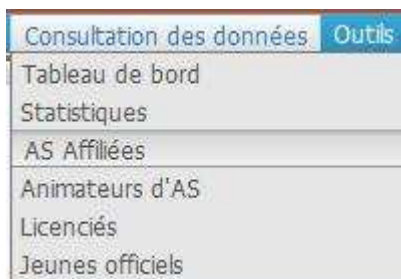 Consultation des données Outils
Tableau de bord
Statistiques
AS Affiliées
Animateurs d'AS
Licenciés
Jeunes officiels